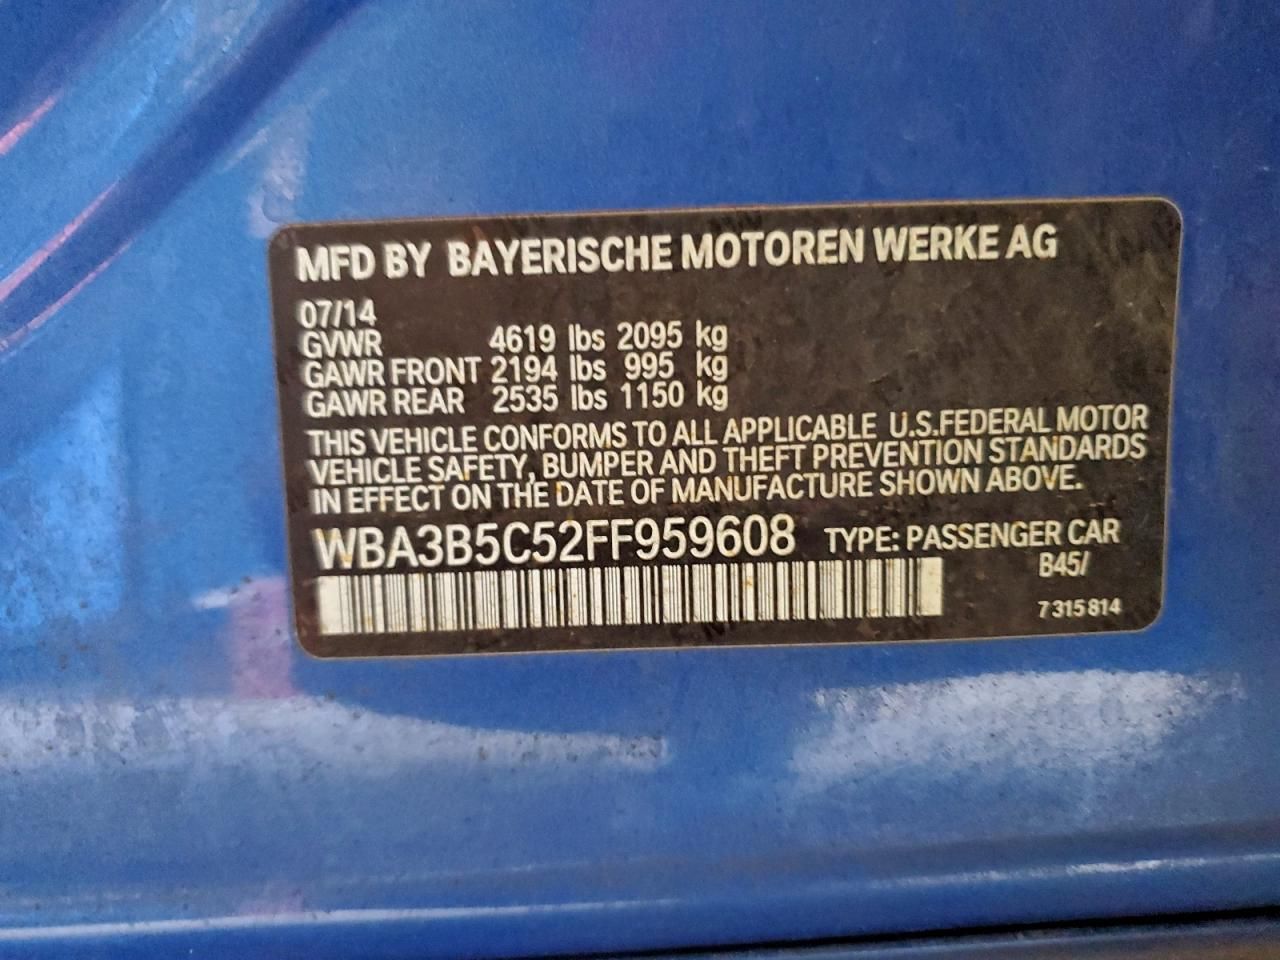 MFD BY BAYERISCHE MOTOREN WERKE AG
07/14
GVWR 4619 lbs 2095 kg
GAWR FRONT 2194 lbs 995 kg
GAWR REAR 2535 lbs 1150 kg
THIS VEHICLE CONFORMS TO ALL APPLICABLE U.S.FEDERAL MOTOR
VEHICLE SAFETY, BUMPER AND THEFT PREVENTION STANDARDS
IN EFFECT ON THE DATE OF MANUFACTURE SHOWN ABOVE.
WBA3B5C52FF959608 TYPE: PASSENGER CAR
B45/
7 315 814